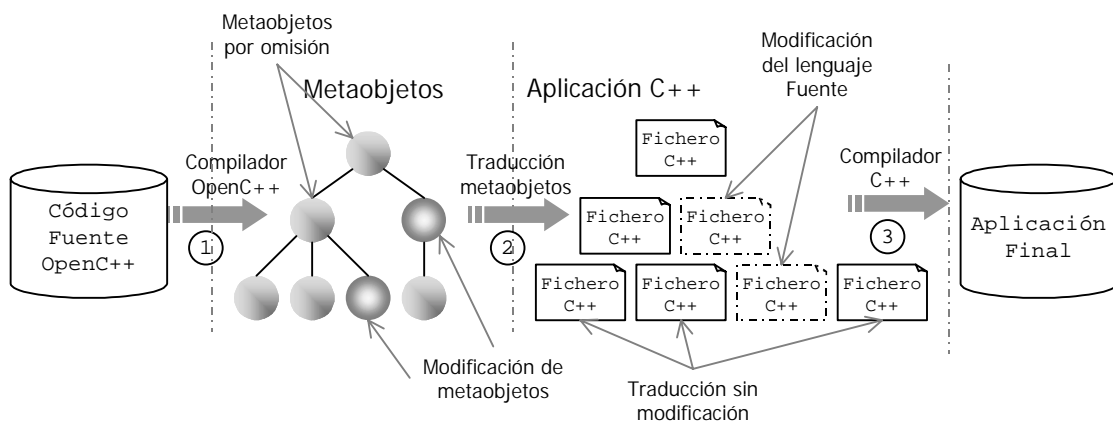 Metaobjetos
por omisión
Metaobjetos
Aplicación C++
Modificación
del lenguaje
Fuente
Código
Fuente
OpenC++
Compilador
OpenC++
1
Traducción
metaobjetos
2
Fichero
C++
Fichero
C++
Fichero
C++
Fichero
C++
Fichero
C++
Fichero
C++
Fichero
C++
Compilador
C++
3
Aplicación
Final
Modificación de
metaobjetos
Traducción sin
modificación